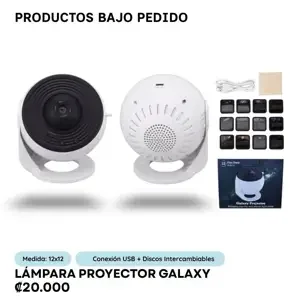 PRODUCTOS BAJO PEDIDO
Medida: 12x12
Conexión USB + Discos Intercambiables
LÁMPARA PROYECTOR GALAXY
₡20.000